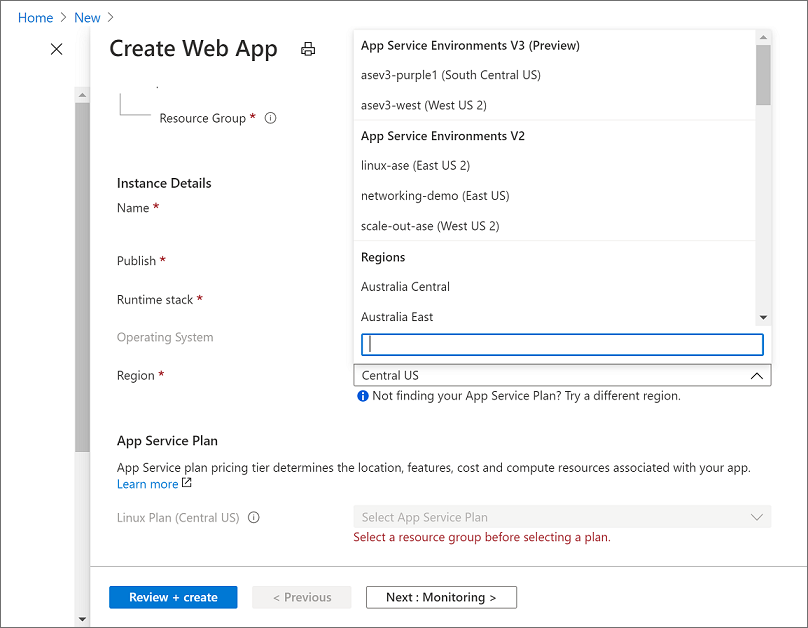 Home > New >
Create Web App
Resource Group *
Instance Details
Name *
Publish *
Runtime stack *
Operating System
Region *
App Service Environments V3 (Preview)
asev3-purple1 (South Central US)
asev3-west (West US 2)
App Service Environments V2
linux-ase (East US 2)
networking-demo (East US)
scale-out-ase (West US 2)
Regions
Australia Central
Australia East
Central US
Not finding your App Service Plan? Try a different region.
App Service Plan
App Service plan pricing tier determines the location, features, cost and compute resources associated with your app.
Learn more
Linux Plan (Central US)
Select App Service Plan
Select a resource group before selecting a plan.
Review + create
< Previous
Next : Monitoring >